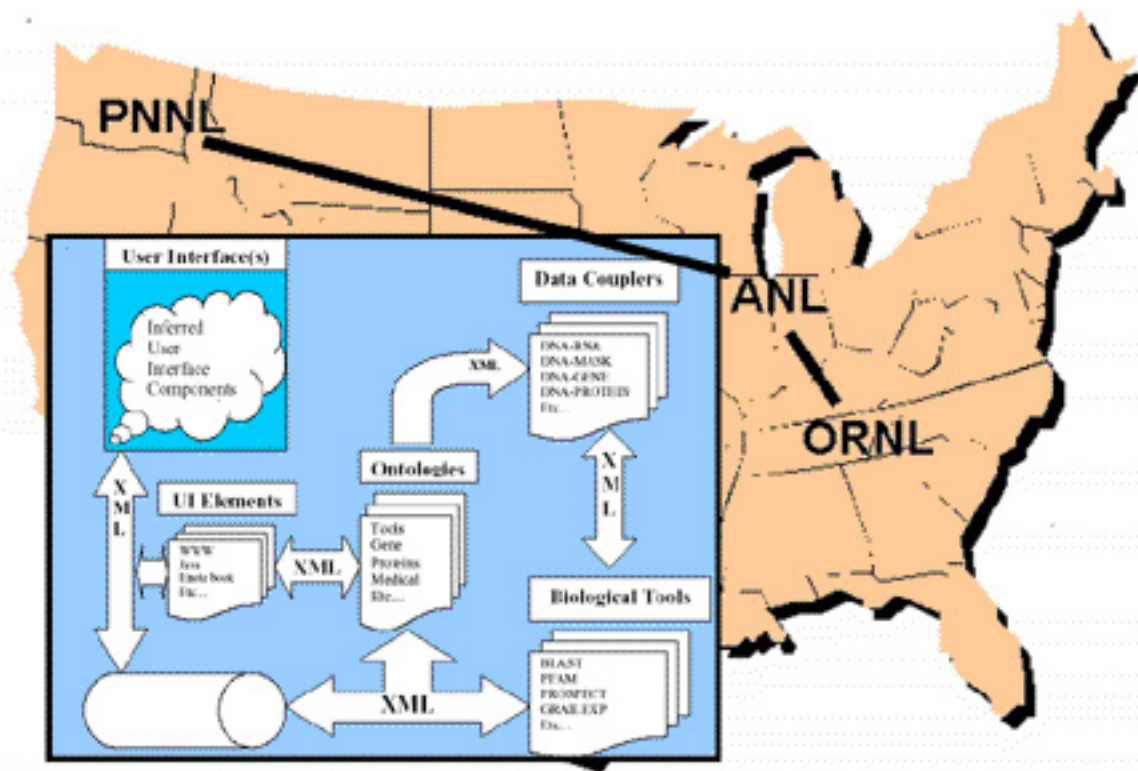 PNNL
ANL
ORNL
User Interface(s)
Inferred
User
Interface
Components
XML
UI Elements
WWW
Java
Etc...
XML
Ontologies
Tools
Gene
Proteins
Medical
Etc....
XML
Data Couplers
DNA-RNA
DNA-MASK
DNA-GENE
DNA-PROTEIN
Etc...
XML
Biological Tools
BLAST
PFAM
PROSPECT
GRAIL-EXP
Etc...
XML